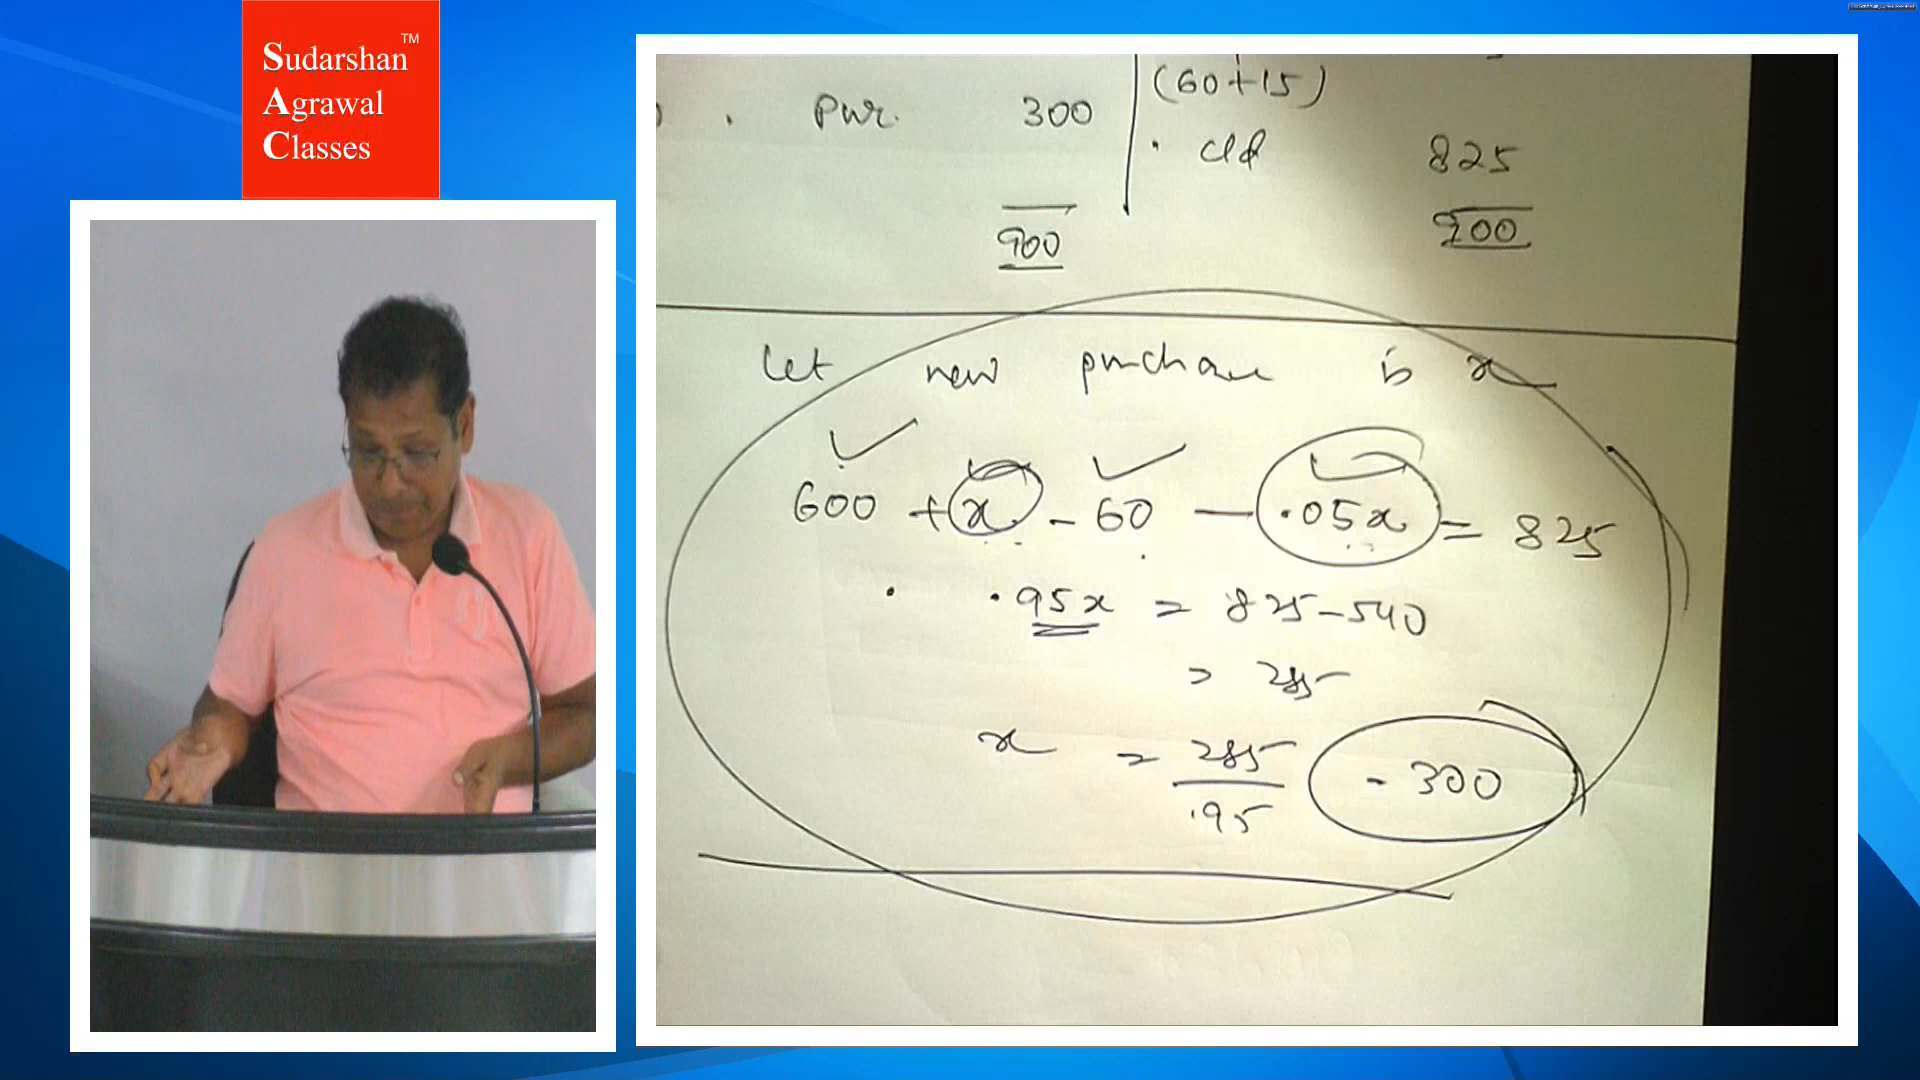 Sudarshan™
Agrawal
Classes
(60+15)
. pur. 300
. c/d 825
900 900
Let new purchase is x
600 + x - 60 - .05x = 825
.95x = 825-540
= 285
x = 285
.95
- 300